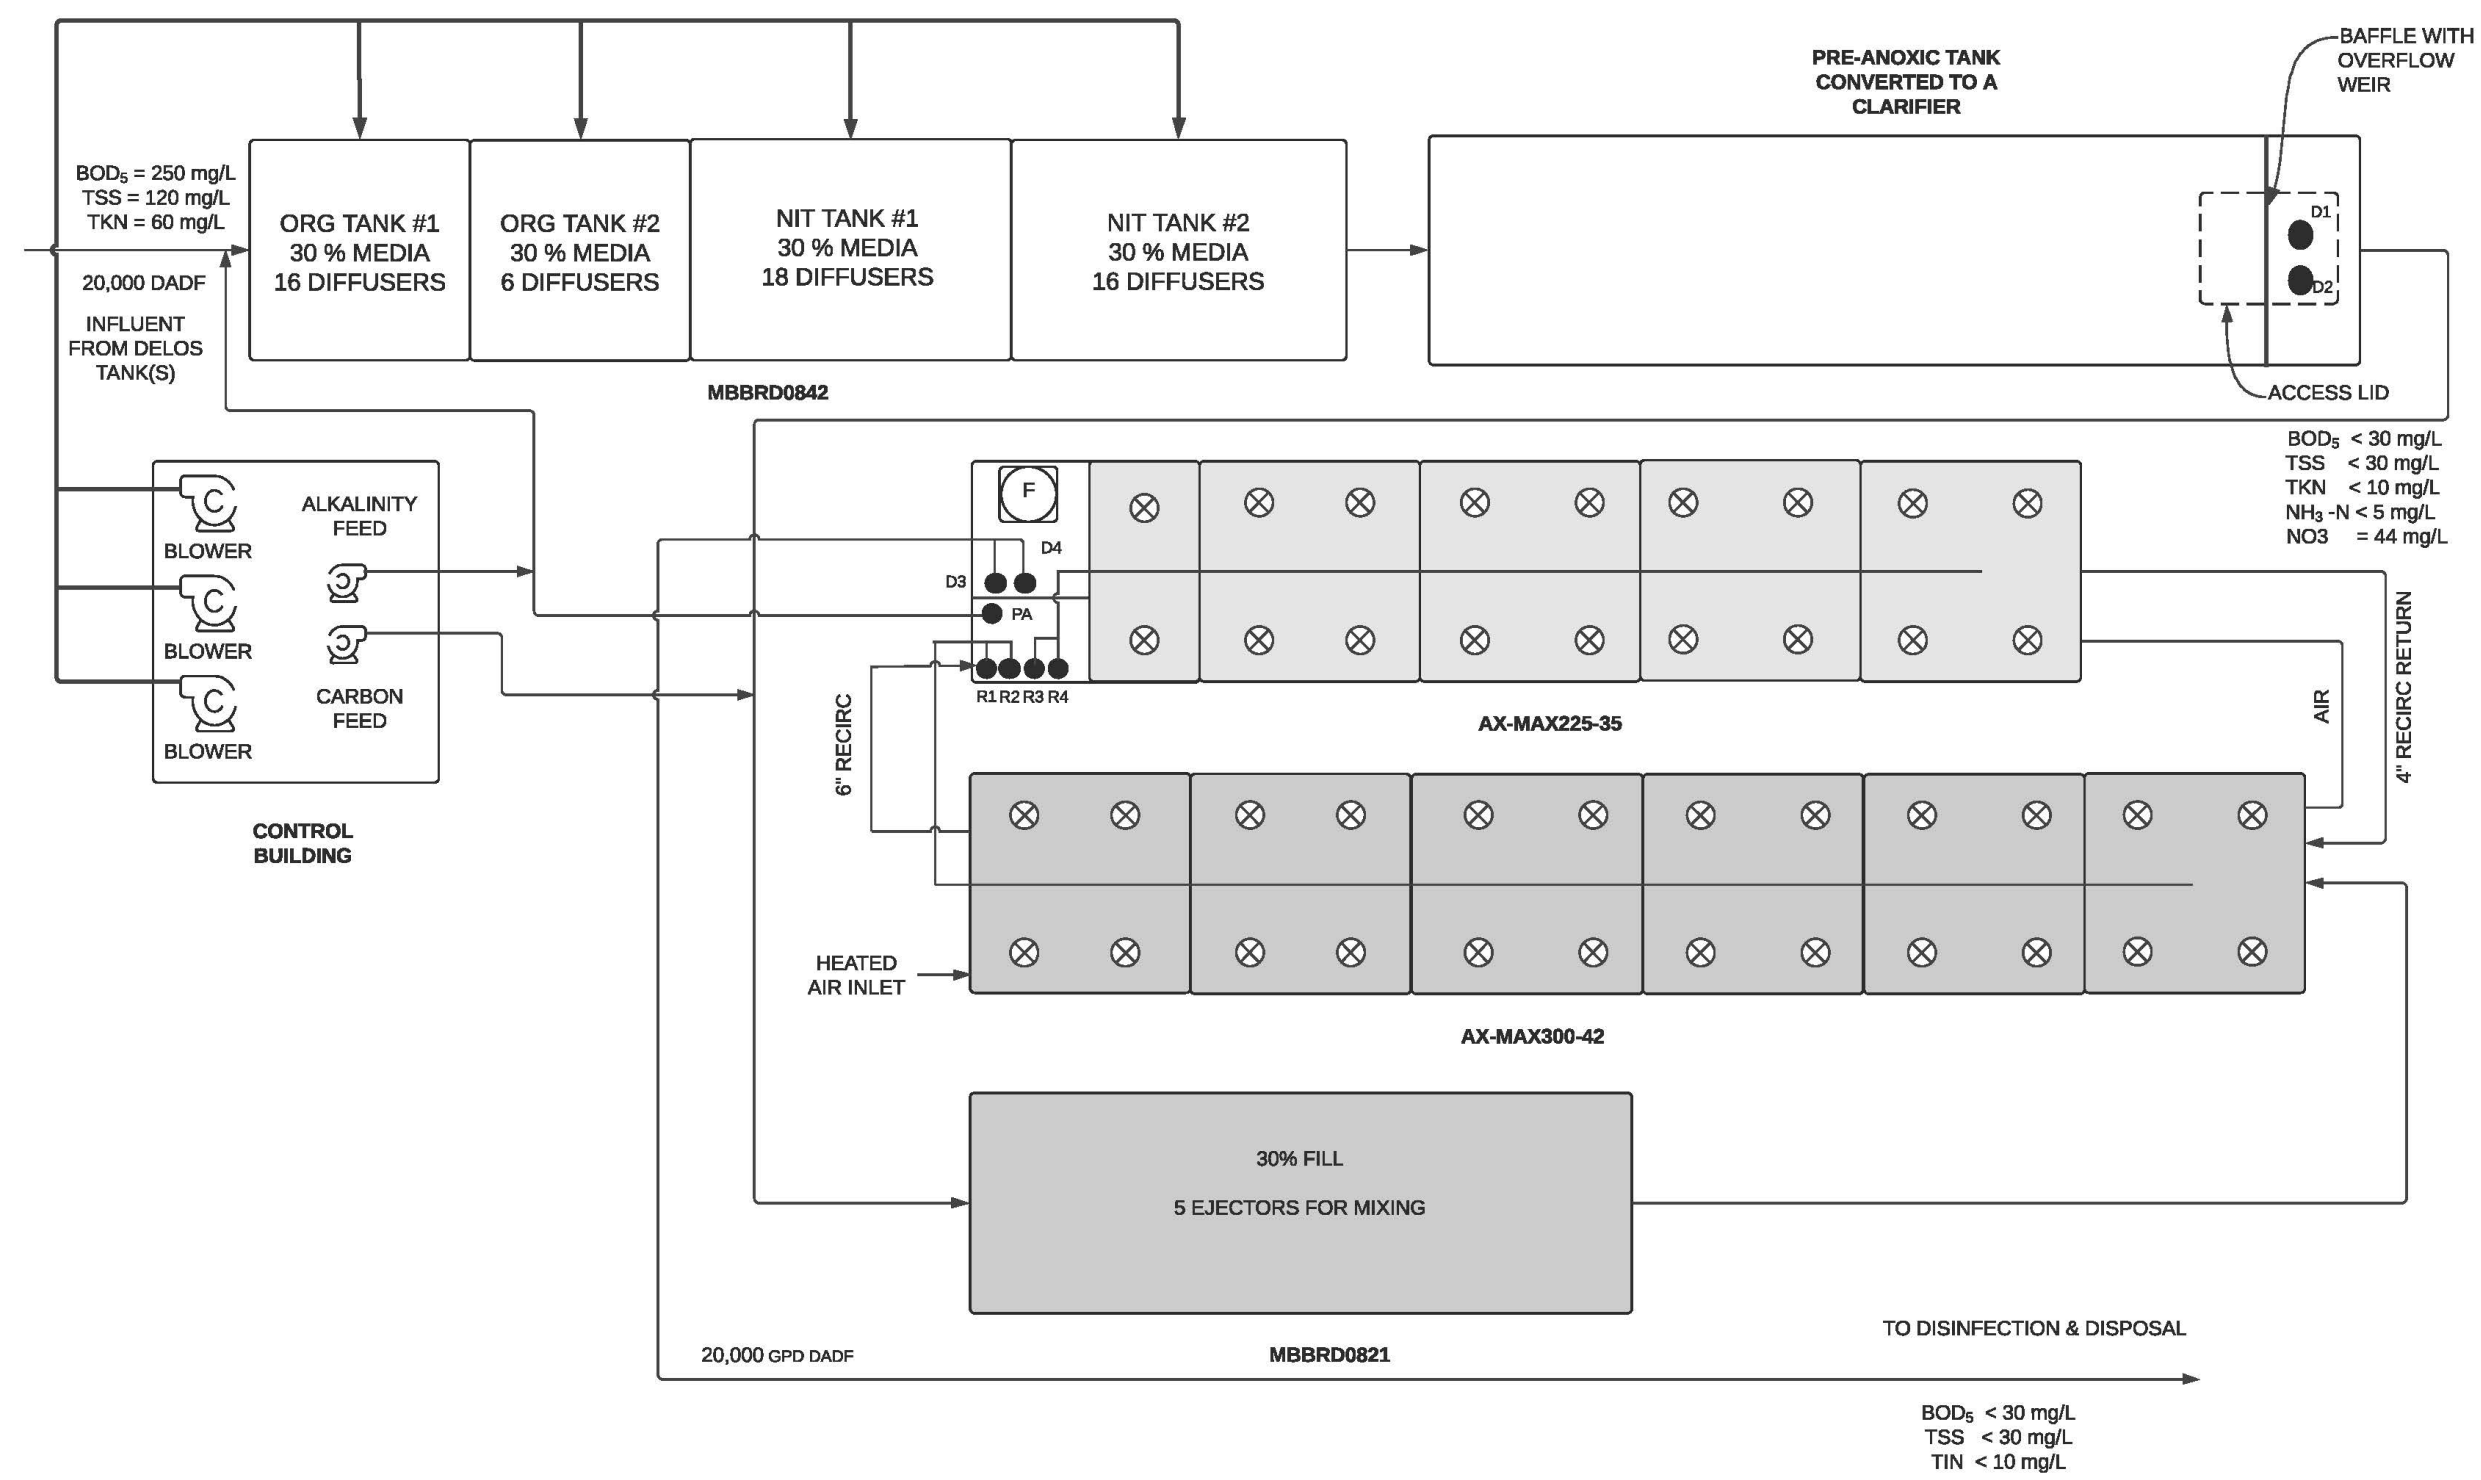 BAFFLE WITH
OVERFLOW
WEIR
PRE-ANOXIC TANK
CONVERTED TO A
CLARIFIER
BOD₅ = 250 mg/L
TSS = 120 mg/L
TKN = 60 mg/L
20,000 DADF
INFLUENT
FROM DELOS
TANK(S)
ORG TANK #1
30 % MEDIA
16 DIFFUSERS
ORG TANK #2
30 % MEDIA
6 DIFFUSERS
NIT TANK #1
30 % MEDIA
18 DIFFUSERS
NIT TANK #2
30 % MEDIA
16 DIFFUSERS
D1
D2
MBBRD0842
ACCESS LID
BOD₅ < 30 mg/L
TSS < 30 mg/L
TKN < 10 mg/L
NH₃ -N < 5 mg/L
NO3 = 44 mg/L
C
BLOWER
C
BLOWER
C
BLOWER
ALKALINITY
FEED
C
C
CARBON
FEED
CONTROL
BUILDING
F
D4
D3
PA
R1 R2 R3 R4
6" RECIRC
AX-MAX225-35
AIR
4" RECIRC RETURN
HEATED
AIR INLET
AX-MAX300-42
30% FILL
5 EJECTORS FOR MIXING
MBBRD0821
20,000 GPD DADF
TO DISINFECTION & DISPOSAL
BOD₅ < 30 mg/L
TSS < 30 mg/L
TIN < 10 mg/L